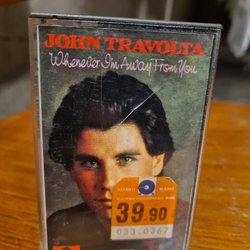 JOHN TRAVOLTA
Whenever I'm Away From You
39.90
033.0367